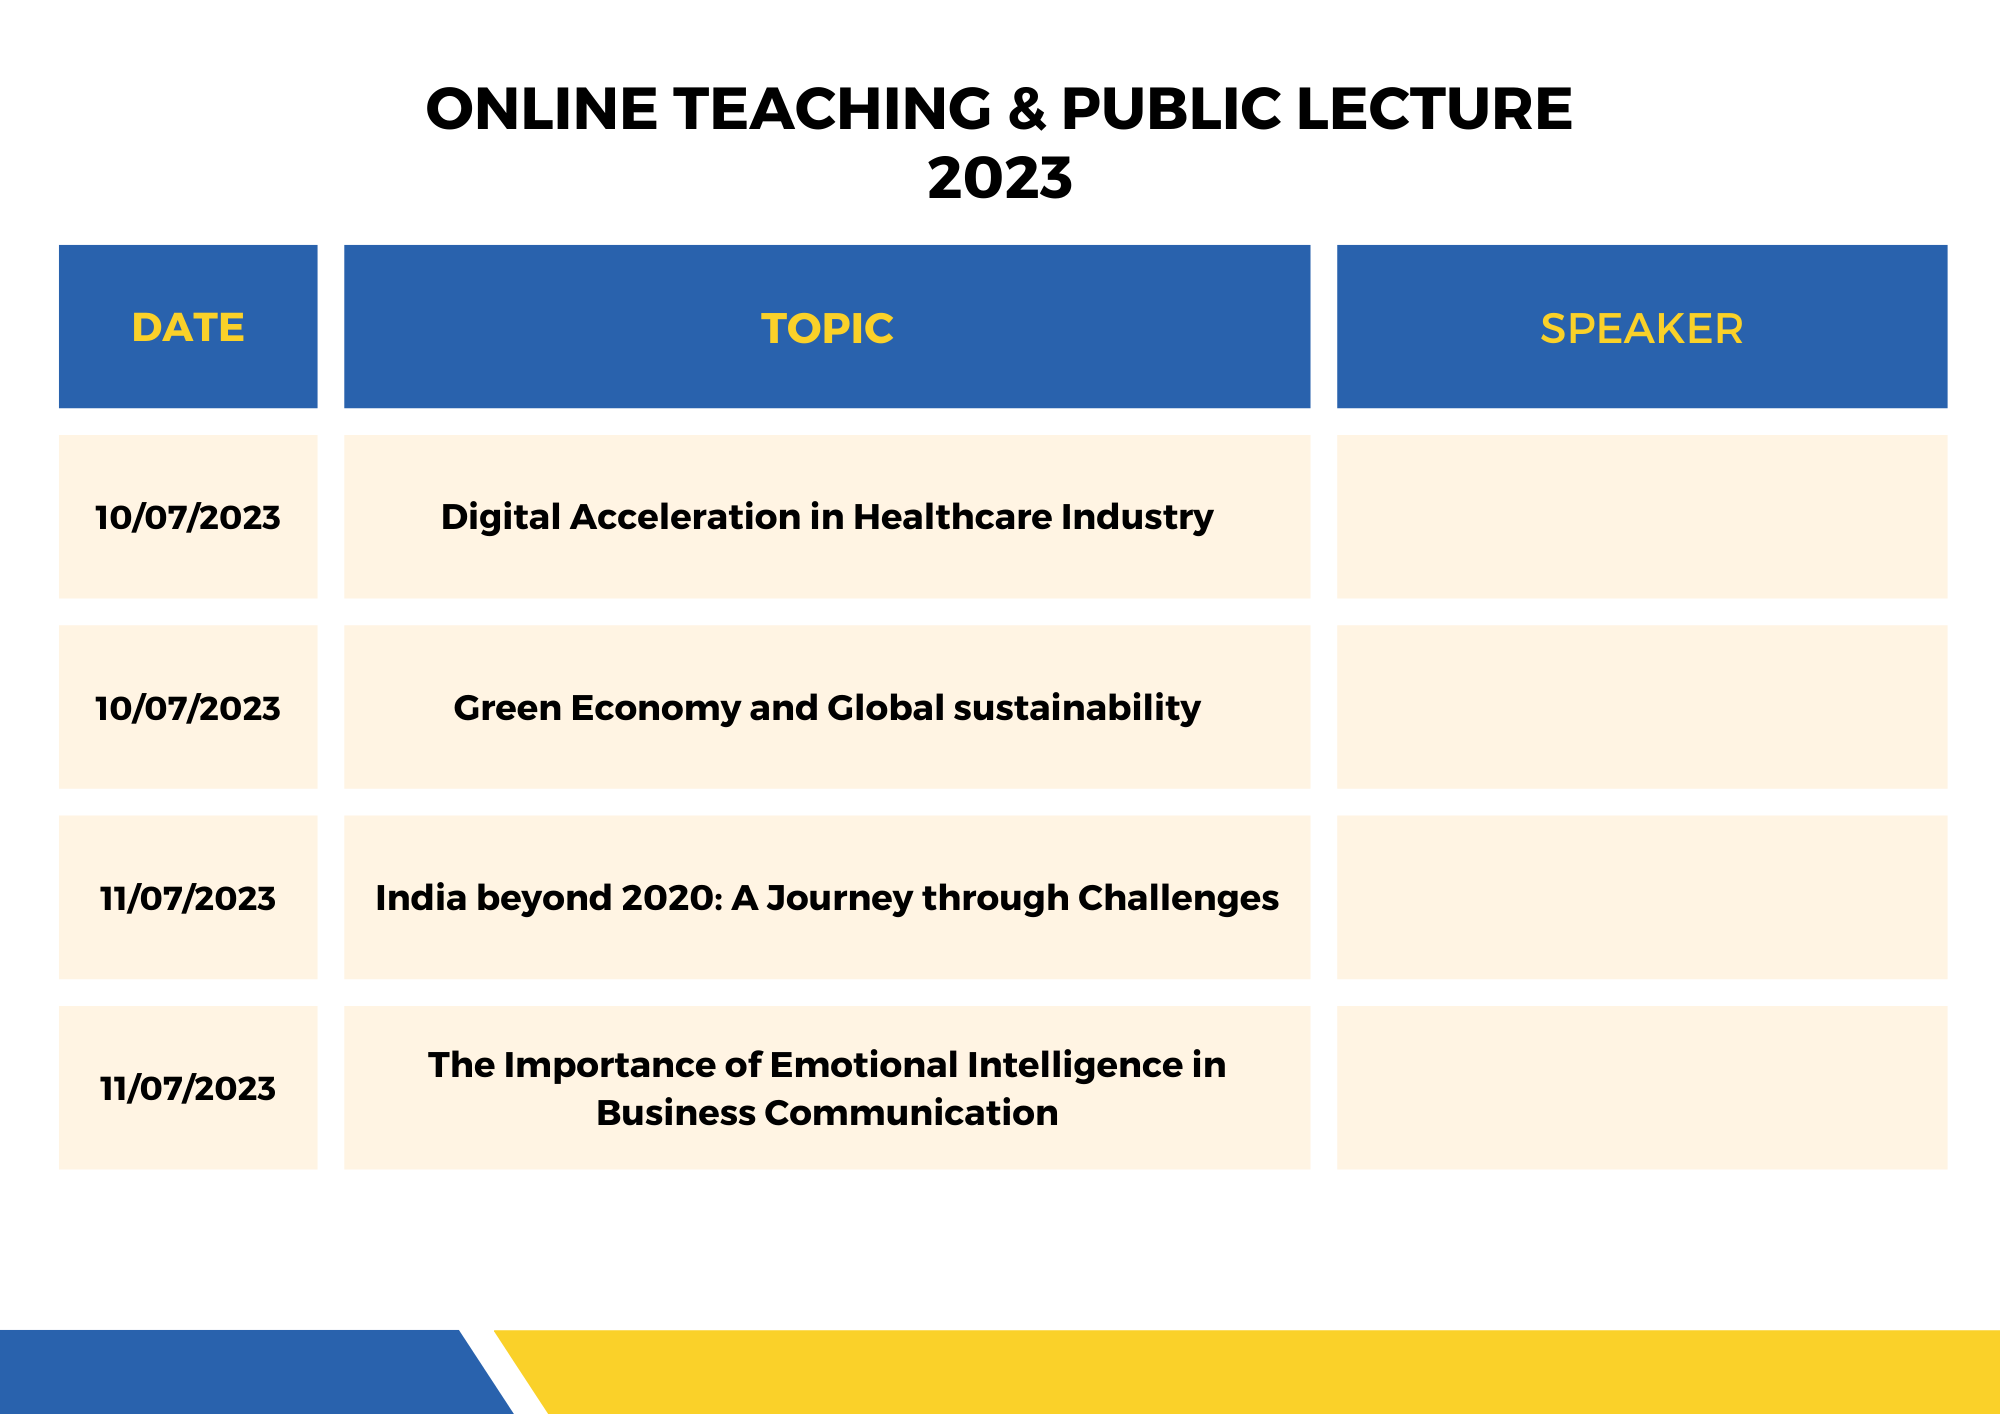 ONLINE TEACHING & PUBLIC LECTURE
2023
DATE
TOPIC
SPEAKER
10/07/2023
Digital Acceleration in Healthcare Industry
10/07/2023
Green Economy and Global sustainability
11/07/2023
India beyond 2020: A Journey through Challenges
11/07/2023
The Importance of Emotional Intelligence in
Business Communication